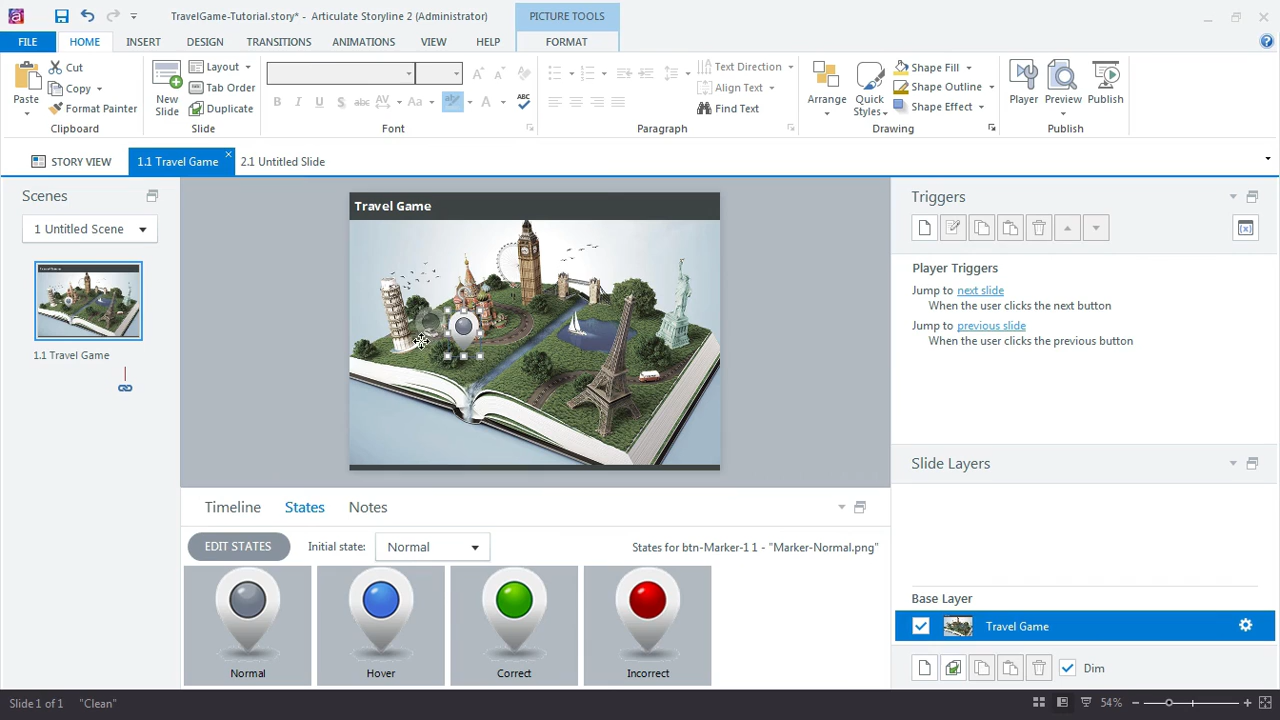 TravelGame-Tutorial.story* - Articulate Storyline 2 (Administrator)
PICTURE TOOLS
FILE
HOME
INSERT
DESIGN
TRANSITIONS
ANIMATIONS
VIEW
HELP
FORMAT
Paste
Cut
Copy
Format Painter
Clipboard
New
Slide
Layout
Tab Order
Duplicate
Slide
B I U S abc AV Aa A
ABC
Font
Paragraph
Text Direction
Align Text
Find Text
Arrange
Quick
Styles
Shape Fill
Shape Outline
Shape Effect
Drawing
Player
Preview
Publish
Publish
STORY VIEW
1.1 Travel Game
2.1 Untitled Slide
Scenes
1 Untitled Scene
1.1 Travel Game
Travel Game
Triggers
Player Triggers
Jump to next slide
When the user clicks the next button
Jump to previous slide
When the user clicks the previous button
Slide Layers
Base Layer
Travel Game
Dim
Timeline
States
Notes
EDIT STATES
Initial state:
Normal
States for btn-Marker-1 1 - "Marker-Normal.png"
Normal
Hover
Correct
Incorrect
Slide 1 of 1
"Clean"
54%